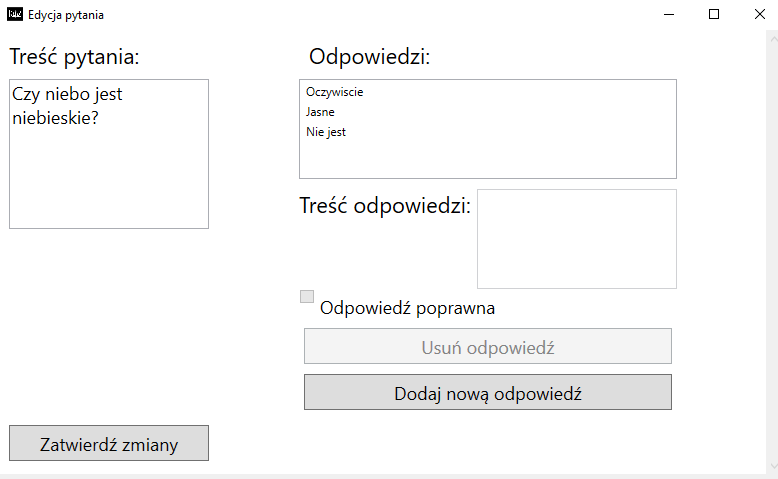 Edycja pytania
Treść pytania:
Czy niebo jest
niebieskie?
Odpowiedzi:
Oczywiscie
Jasne
Nie jest
Treść odpowiedzi:
Odpowiedź poprawna
Usuń odpowiedź
Dodaj nową odpowiedź
Zatwierdź zmiany